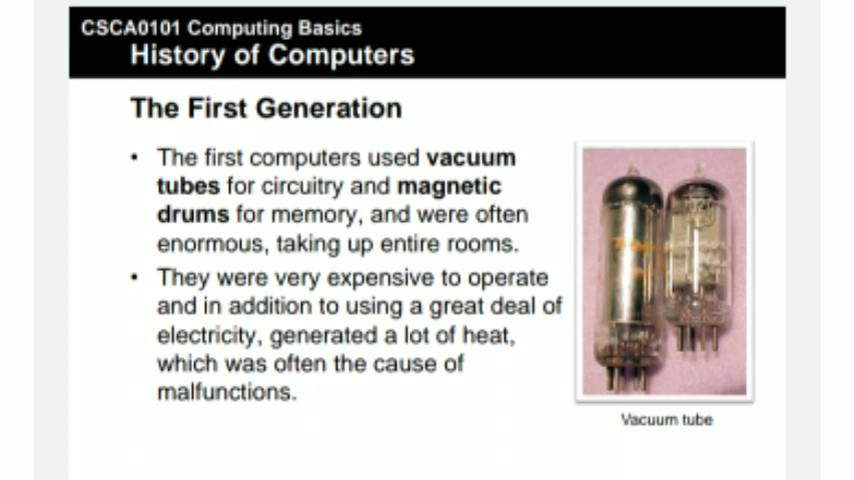 CSCA0101 Computing Basics
History of Computers
The First Generation
• The first computers used vacuum
tubes for circuitry and magnetic
drums for memory, and were often
enormous, taking up entire rooms.
• They were very expensive to operate
and in addition to using a great deal of
electricity, generated a lot of heat,
which was often the cause of
malfunctions.
Vacuum tube